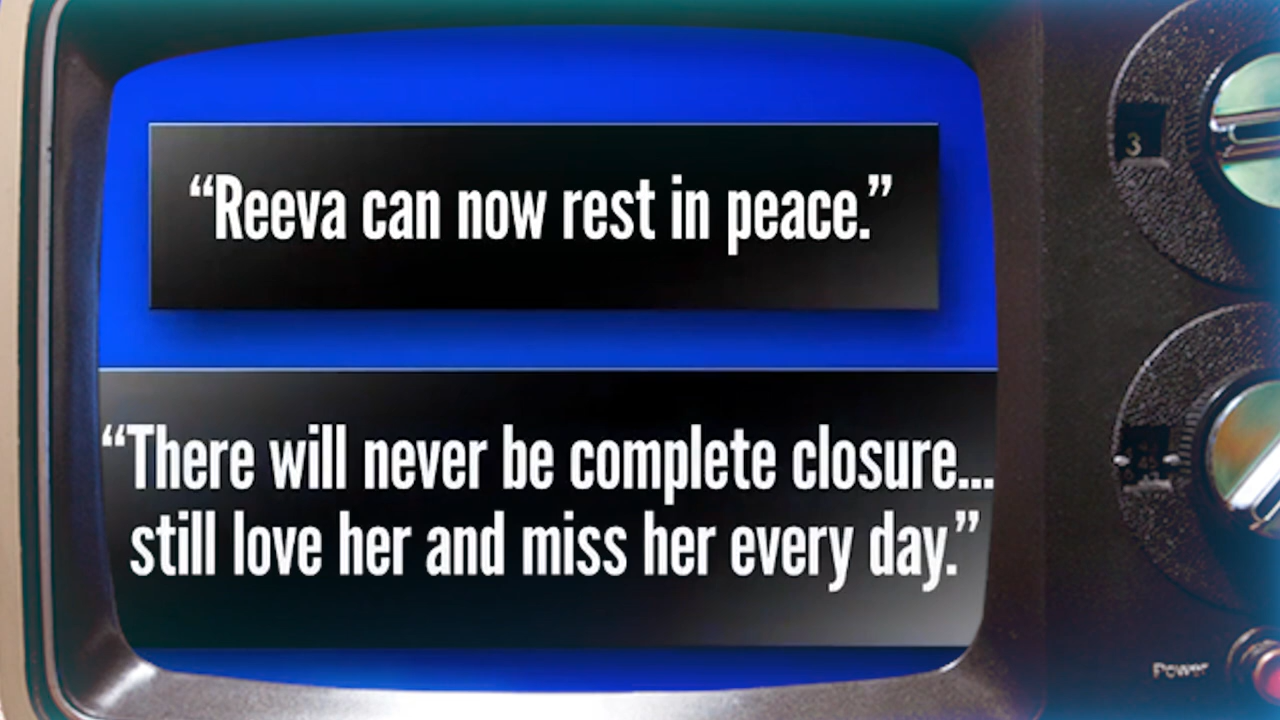 “Reeva can now rest in peace.”
“There will never be complete closure...
still love her and miss her every day.”
3
Power